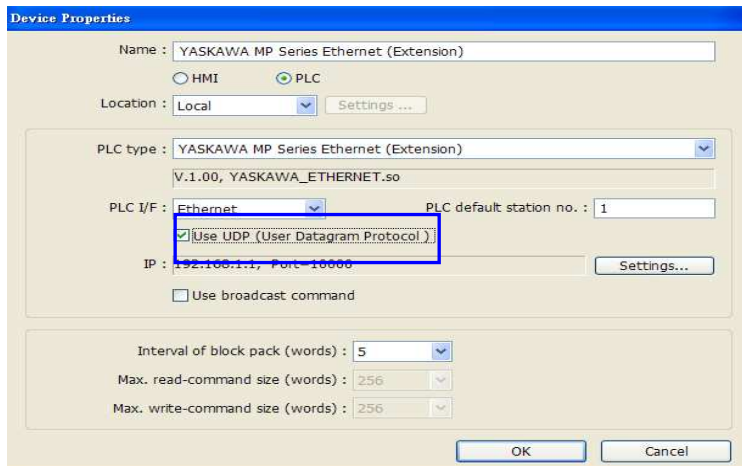 Device Properties
Name : YASKAWA MP Series Ethernet (Extension)
HMI PLC
Location : Local Settings ...
PLC type : YASKAWA MP Series Ethernet (Extension)
V.1.00, YASKAWA_ETHERNET.so
PLC I/F : Ethernet PLC default station no. : 1
Use UDP (User Datagram Protocol )
IP : 192.168.1.1, Port=10006 Settings...
Use broadcast command
Interval of block pack (words) : 5
Max. read-command size (words) : 256
Max. write-command size (words) : 256
OK Cancel